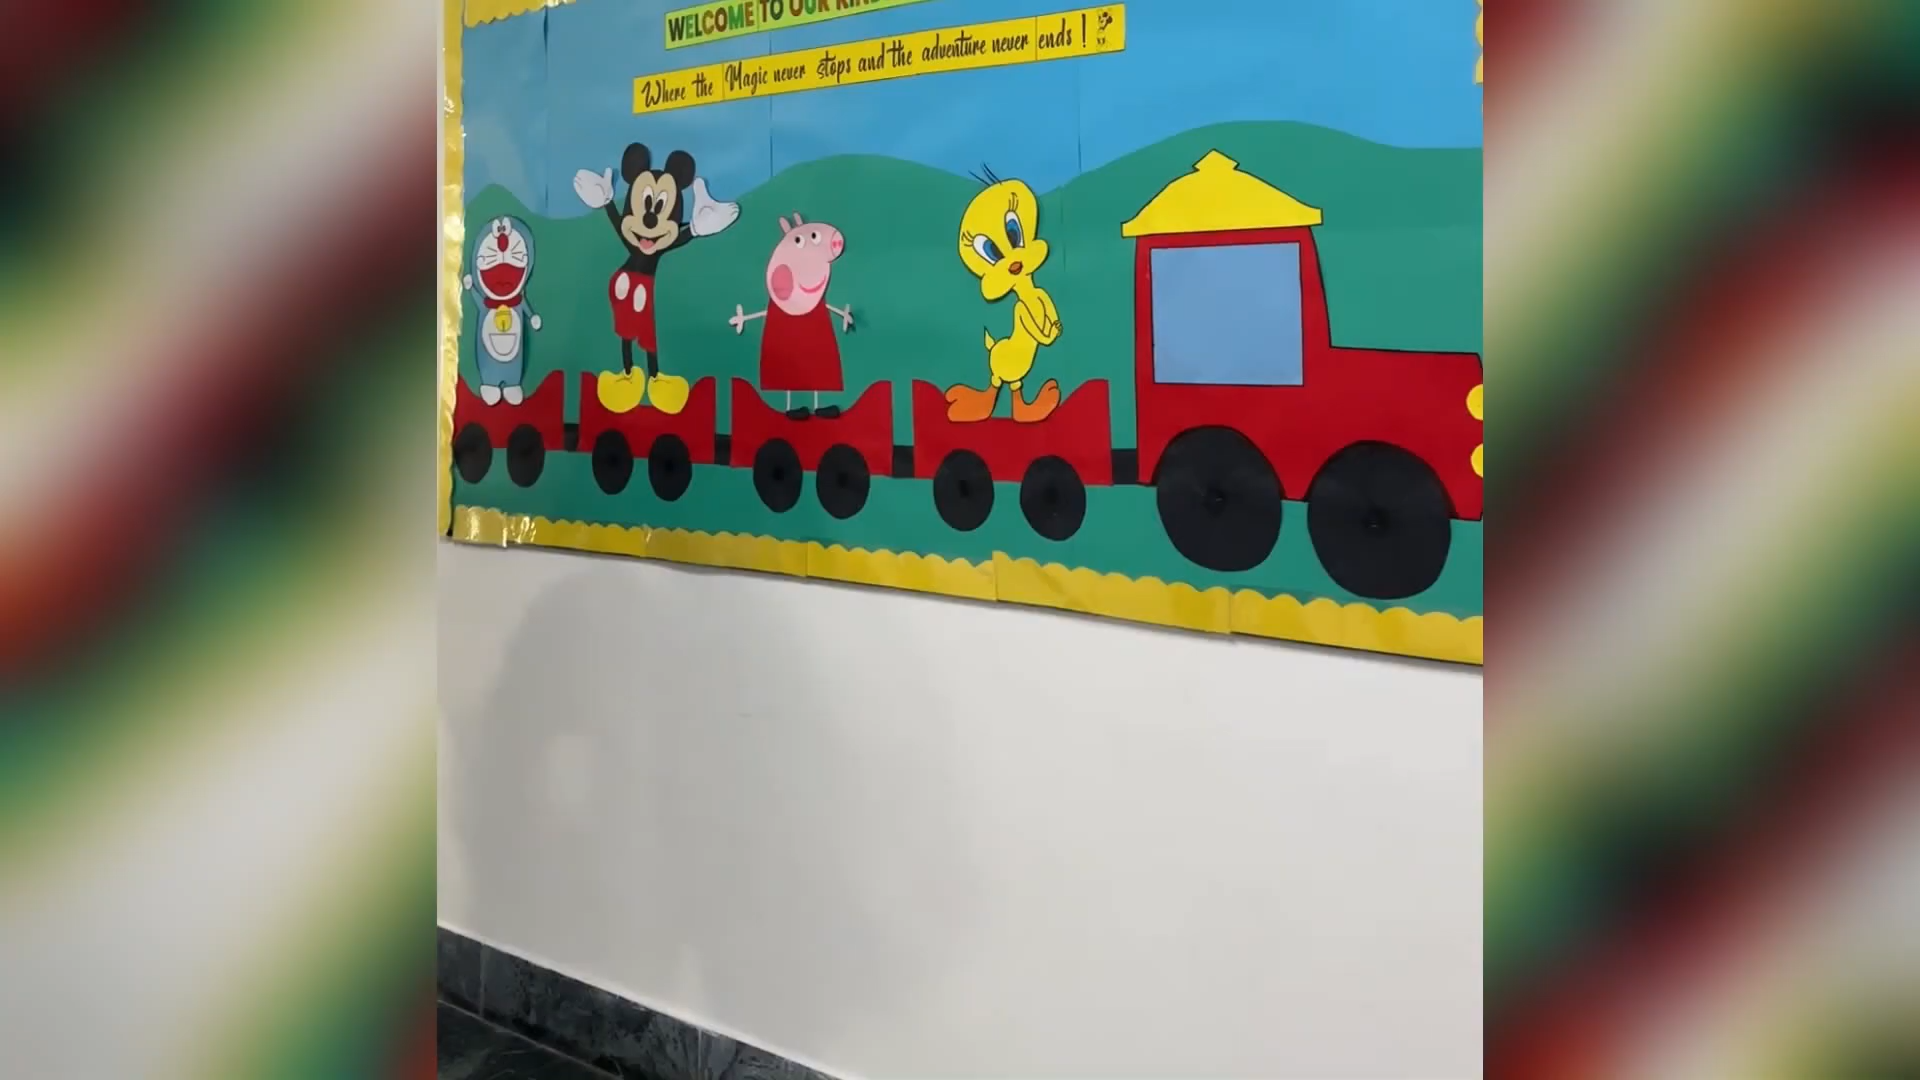 WELCOME TO OUR
Where the Magic never stops and the adventure never ends !